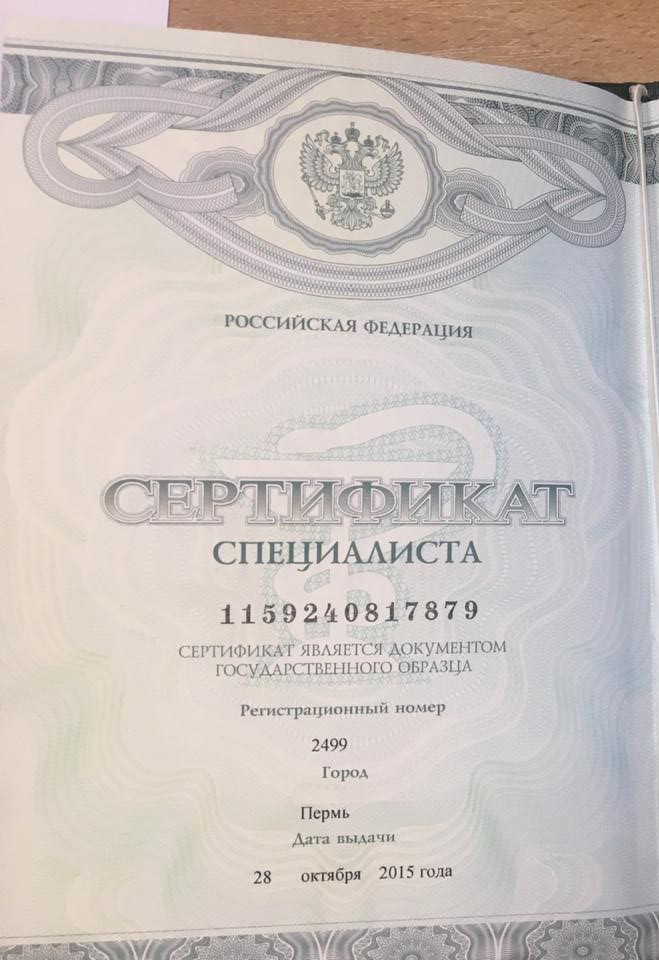 РОССИЙСКАЯ ФЕДЕРАЦИЯ
СЕРТИФИКАТ
СПЕЦИАЛИСТА
1159240817879
СЕРТИФИКАТ ЯВЛЯЕТСЯ ДОКУМЕНТОМ
ГОСУДАРСТВЕННОГО ОБРАЗЦА
Регистрационный номер
2499
Город
Пермь
Дата выдачи
28 октября 2015 года